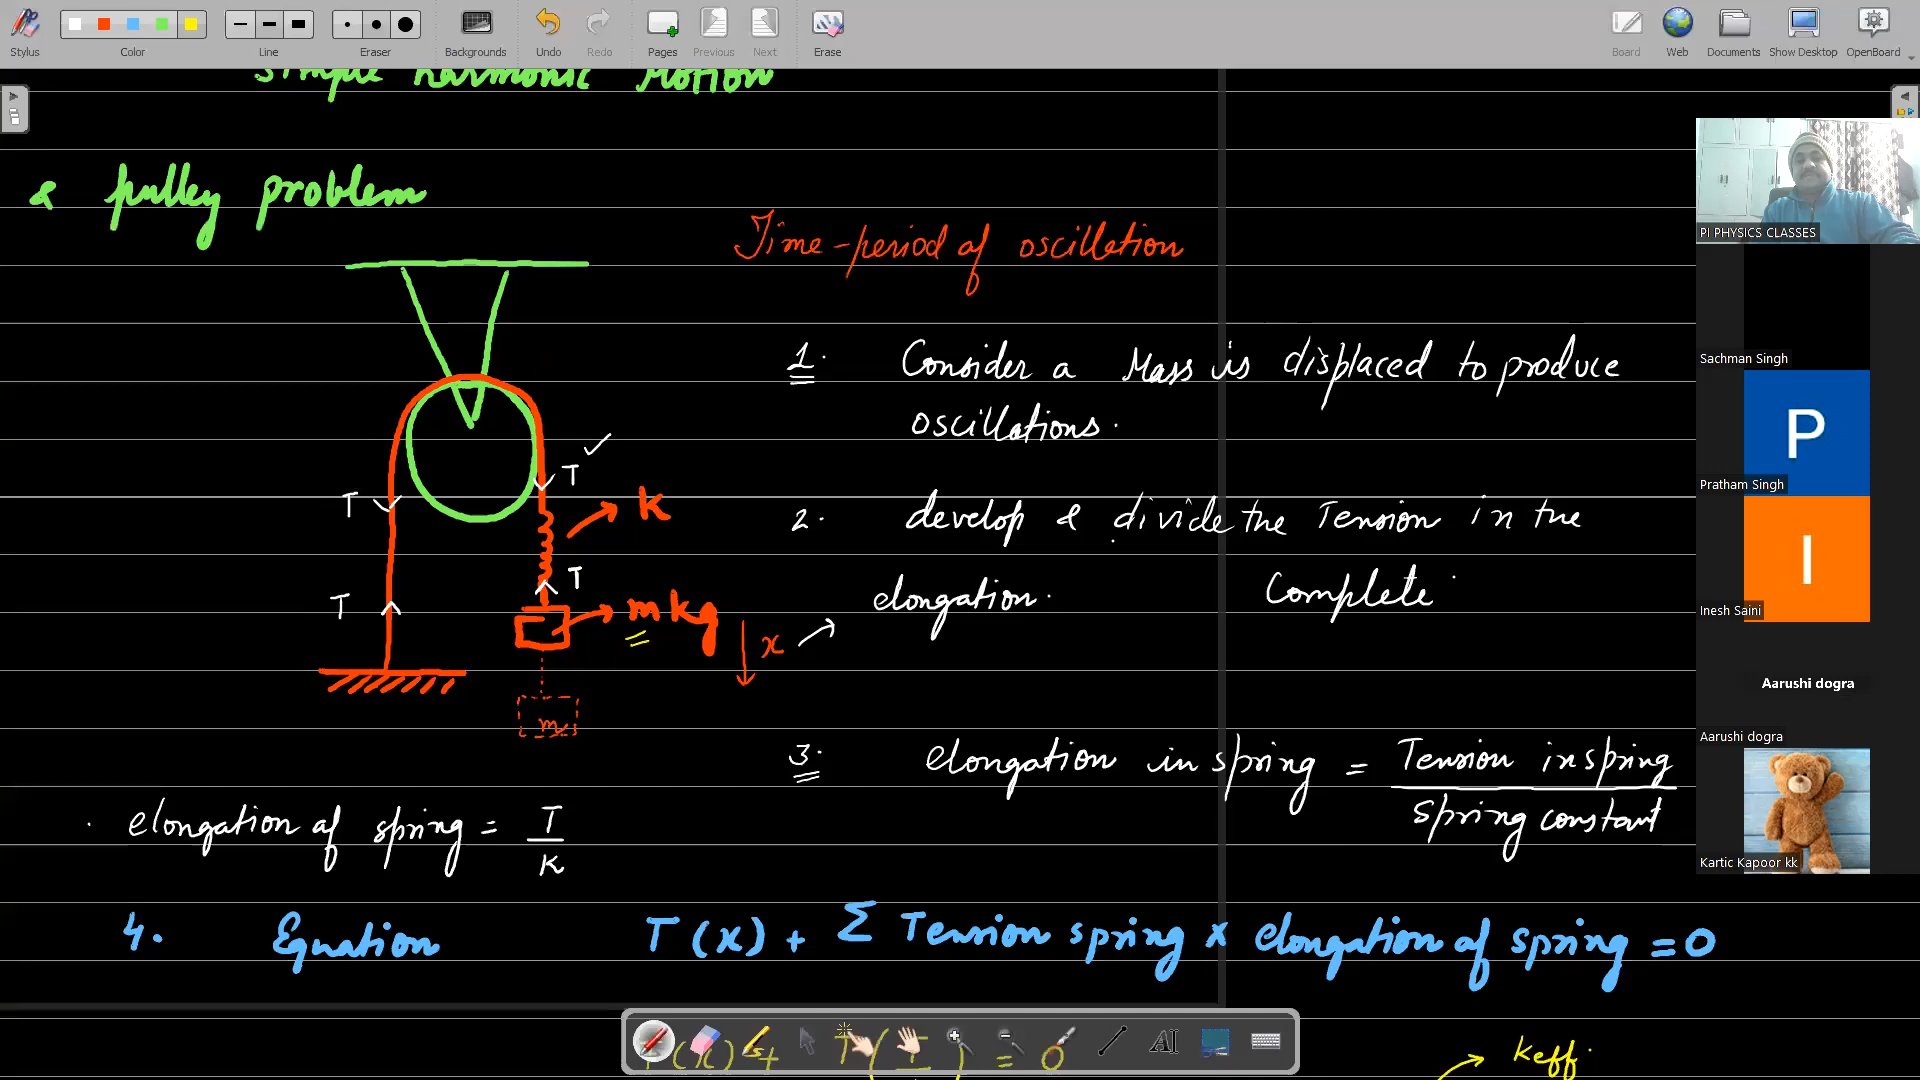 Stylus
Color
Line
Eraser
Backgrounds
Undo
Redo
Pages
Previous
Next
Erase
Board
Web
Documents
Show Desktop
OpenBoard
Simple Harmonic Motion
& pulley problem
Time-period of oscillation
1. Consider a Mass is displaced to produce
oscillations.
T
T
k
2. develop & divide the Tension in the
elongation. Complete
T
T
m kg
x
m
3. elongation in spring = Tension in spring
Spring constant
elongation of spring = T
K
4. Equation T(x) + Σ Tension spring x elongation of spring = 0
= 0
keff.
PI PHYSICS CLASSES
Sachman Singh
P
Pratham Singh
I
Inesh Saini
Aarushi dogra
Aarushi dogra
Kartic Kapoor kk